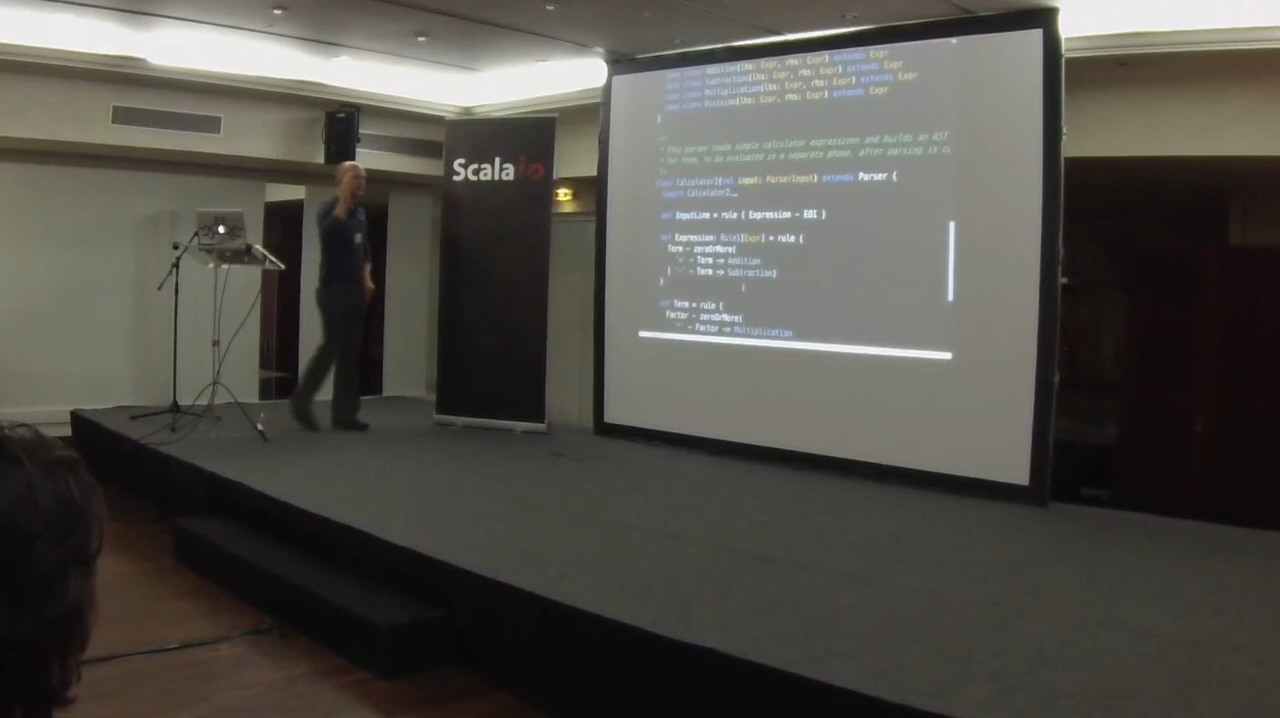 Scala io
case class Addition(lhs: Expr, rhs: Expr) extends Expr
case class Subtraction(lhs: Expr, rhs: Expr) extends Expr
case class Multiplication(lhs: Expr, rhs: Expr) extends Expr
case class Division(lhs: Expr, rhs: Expr) extends Expr
}
/**
* This parser reads simple calculator expressions and builds an AST
* for them, to be evaluated in a separate phase, after parsing is
*/
class Calculator2(val input: ParserInput) extends Parser {
import Calculator2._
def InputLine = rule { Expression ~ EOI }
def Expression: Rule1[Expr] = rule {
Term ~ zeroOrMore(
'+' ~ Term ~> Addition
| '-' ~ Term ~> Subtraction)
}
def Term = rule {
Factor ~ zeroOrMore(
'*' ~ Factor ~> Multiplication